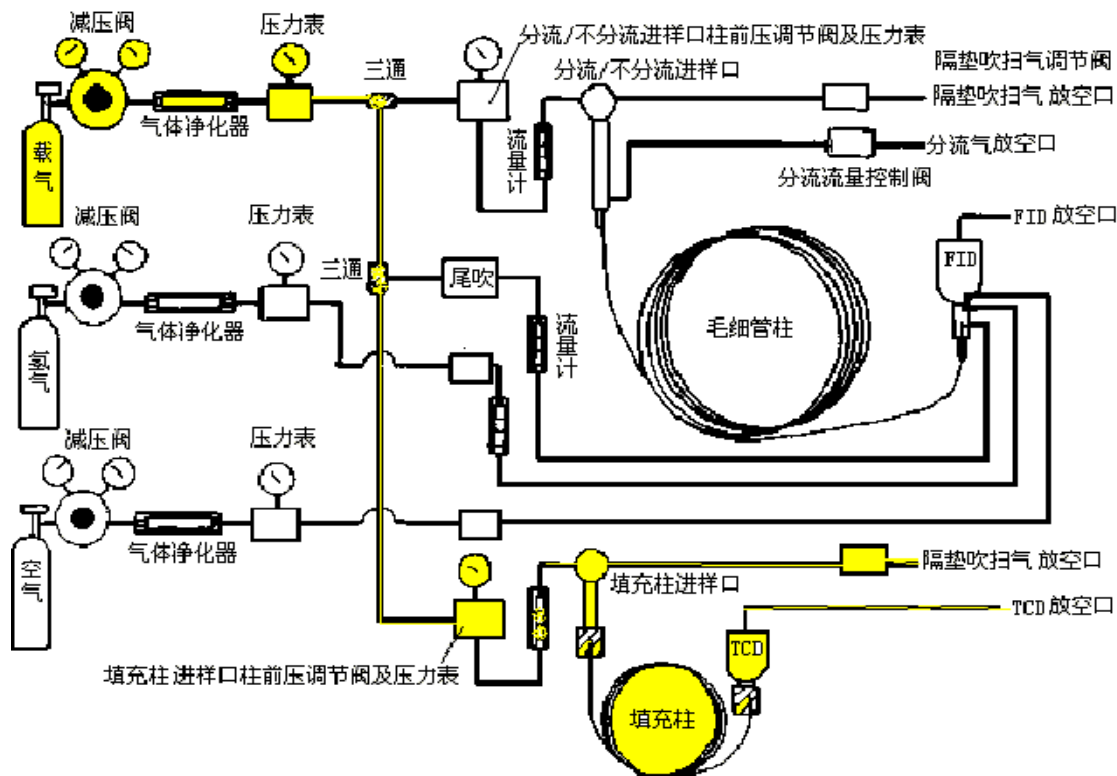 减压阀
压力表
分流/不分流进样口柱前压调节阀及压力表
三通
分流/不分流进样口
隔垫吹扫气调节阀
隔垫吹扫气 放空口
气体净化器
流量计
载气
分流气放空口
分流流量控制阀
减压阀
压力表
FID 放空口
三通
尾吹
FID
气体净化器
流量计
毛细管柱
氢气
减压阀
压力表
气体净化器
空气
隔垫吹扫气 放空口
填充柱进样口
TCD 放空口
填充柱进样口柱前压调节阀及压力表
TCD
填充柱